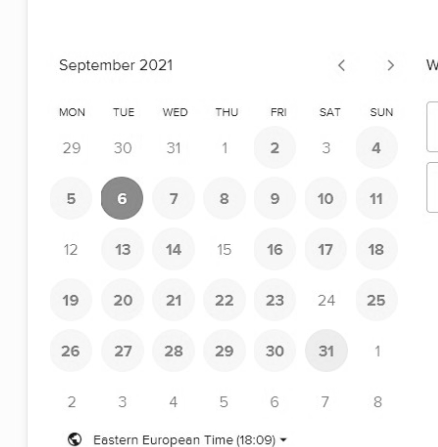 September 2021
W
MON TUE WED THU FRI SAT SUN
29 30 31 1 2 3 4
5 6 7 8 9 10 11
12 13 14 15 16 17 18
19 20 21 22 23 24 25
26 27 28 29 30 31 1
2 3 4 5 6 7 8
Eastern European Time (18:09)